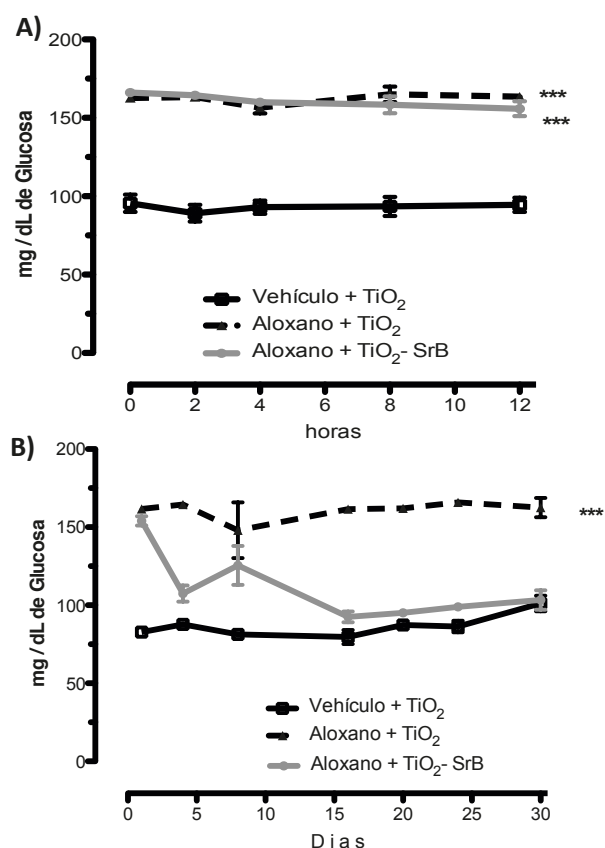 A)
mg / dL de Glucosa
200
150
100
50
0
***
***
Vehículo + TiO2
Aloxano + TiO2
Aloxano + TiO2- SrB
0 2 4 6 8 10 12
horas
B)
mg / dL de Glucosa
200
150
100
50
0
***
Vehículo + TiO2
Aloxano + TiO2
Aloxano + TiO2- SrB
0 5 10 15 20 25 30
Dias